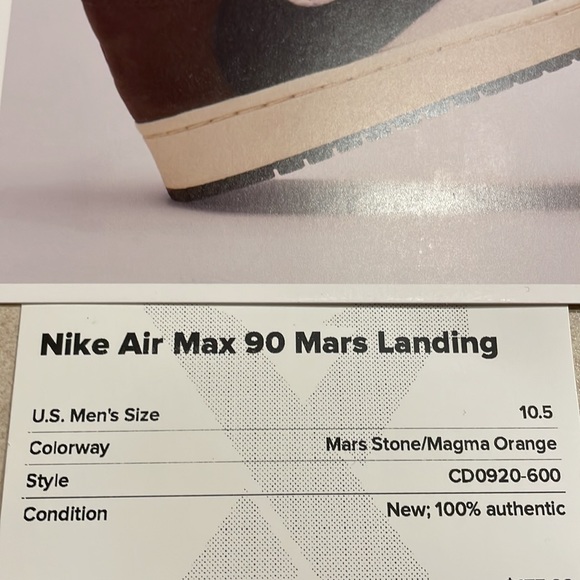 Nike Air Max 90 Mars Landing
U.S. Men's Size 10.5
Colorway Mars Stone/Magma Orange
Style CD0920-600
Condition New; 100% authentic